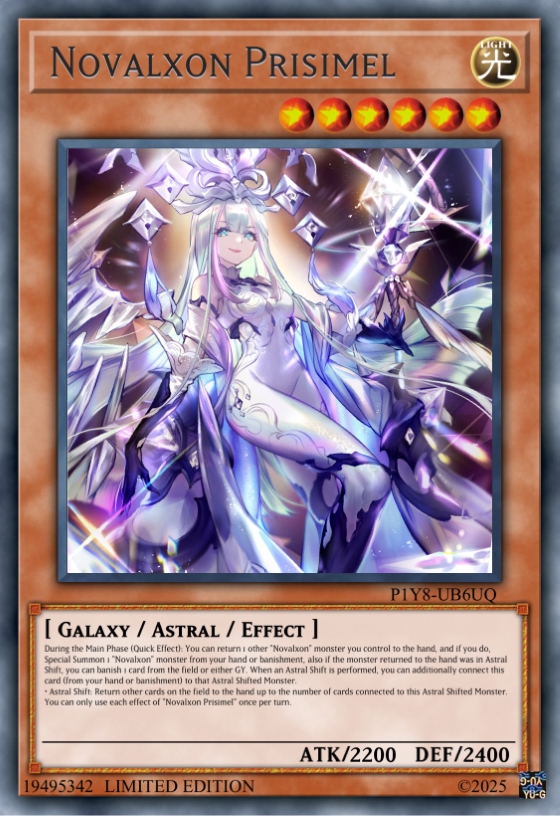 Novalxon Prisimel
LIGHT
光
P1Y8-UB6UQ
[ Galaxy / Astral / Effect ]
During the Main Phase (Quick Effect): You can return 1 other "Novalxon" monster you control to the hand, and if you do,
Special Summon 1 "Novalxon" monster from your hand or banishment, also if the monster returned to the hand was in Astral
Shift, you can banish 1 card from the field or either GY. When an Astral Shift is performed, you can additionally connect this
card (from your hand or banishment) to that Astral Shifted Monster.
• Astral Shift: Return other cards on the field to the hand up to the number of cards connected to this Astral Shifted Monster.
You can only use each effect of "Novalxon Prisimel" once per turn.
ATK/2200 DEF/2400
19495342 LIMITED EDITION ©2025